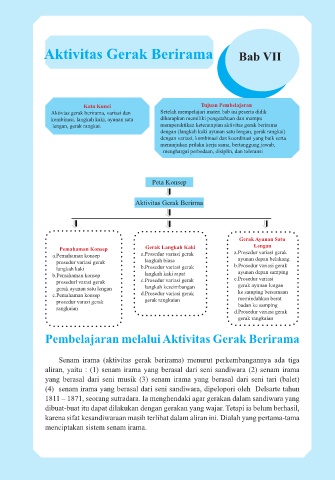 Aktivitas Gerak Berirama
Bab VII
Kata Kunci
Aktivitas gerak berirama, variasi dan
kombinasi, langkah kaki, ayunan satu
lengan, gerak rangkai.
Tujuan Pembelajaran
Setelah mempelajari materi bab ini peserta didik
diharapkan memiliki pengetahuan dan mampu
mempraktikkan keterampilan aktivitas gerak berirama
dengan (langkah kaki ayunan satu lengan, gerak rangkai)
dengan variasi, kombinasi dan koordinasi yang baik serta
menunjukan perilaku kerja sama, bertanggung jawab,
menghargai perbedaan, disiplin, dan toleransi
Peta Konsep
Aktivitas Gerak Berirma
Pemahaman Konsep
a.Pemahaman konsep
prosedur variasi gerak
langkah kaki
b.Pemahaman konsep
prosedurl variasi gerak
gerak ayunan satu lengan
c.Pemahaman konsep
prosedur variasi gerak
rangkaian
Gerak Langkah Kaki
a.Prosedur variasi gerak
langkah biasa
b.Prosedur variasi gerak
langkah kaki rapat
c.Prosedur variasi gerak
langkah keseimbangan
d.Prosedur variasi gerak
gerak rangkaian
Gerak Ayunan Satu
Lengan
a.Prosedur variasi gerak
ayunan depan belakang
b.Prosedur variasi gerak
ayunan depan samping
c.Prosedur variasi
gerak ayunan lengan
ke samping bersamaan
memindahkan berat
badan ke samping
d.Prosedur variasi gerak
gerak rangkaian
Pembelajaran melalui Aktivitas Gerak Berirama
Senam irama (aktivitas gerak berirama) menurut perkembangannya ada tiga
aliran, yaitu : (1) senam irama yang berasal dari seni sandiwara (2) senam irama
yang berasal dari seni musik (3) senam irama yang berasal dari seni tari (balet)
(4) senam irama yang berasal dari seni sandiwara, dipelopori oleh Delsarte tahun
1811 – 1871, seorang sutradara. Ia menghendaki agar gerakan dalam sandiwara yang
dibuat-buat itu dapat dilakukan dengan gerakan yang wajar. Tetapi ia belum berhasil,
karena sifat kesandiwaraan masih terlihat dalam aliran ini. Dialah yang pertama-tama
menciptakan sistem senam irama.